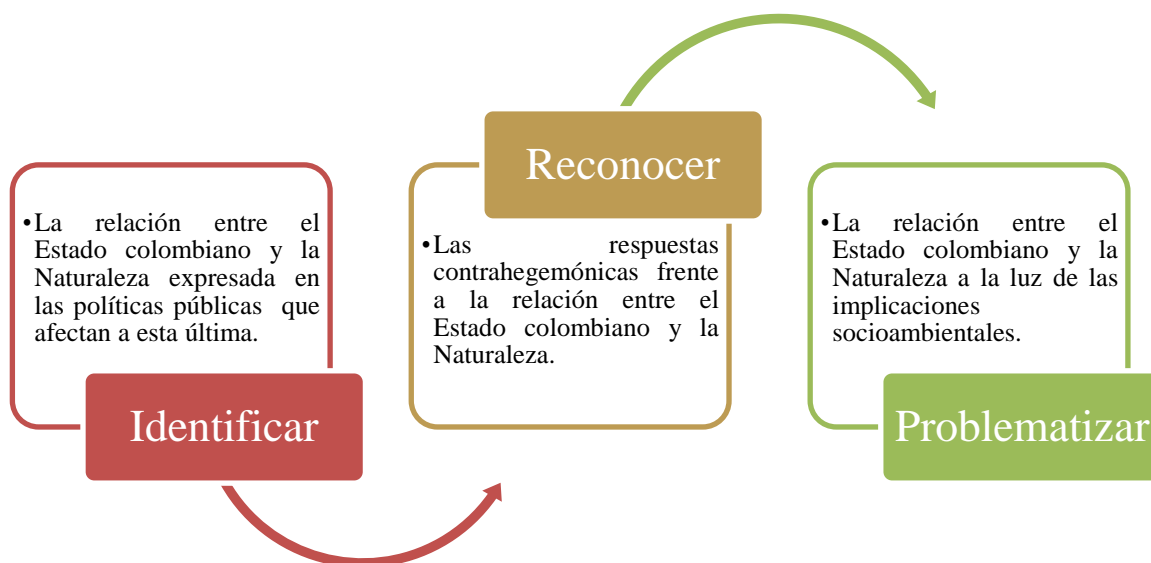 •La relación entre el
Estado colombiano y la
Naturaleza expresada en
las políticas públicas que
afectan a esta última.
Identificar
Reconocer
•Las respuestas
contrahegemónicas frente
a la relación entre el
Estado colombiano y la
Naturaleza.
•La relación entre el
Estado colombiano y la
Naturaleza a la luz de las
implicaciones
socioambientales.
Problematizar